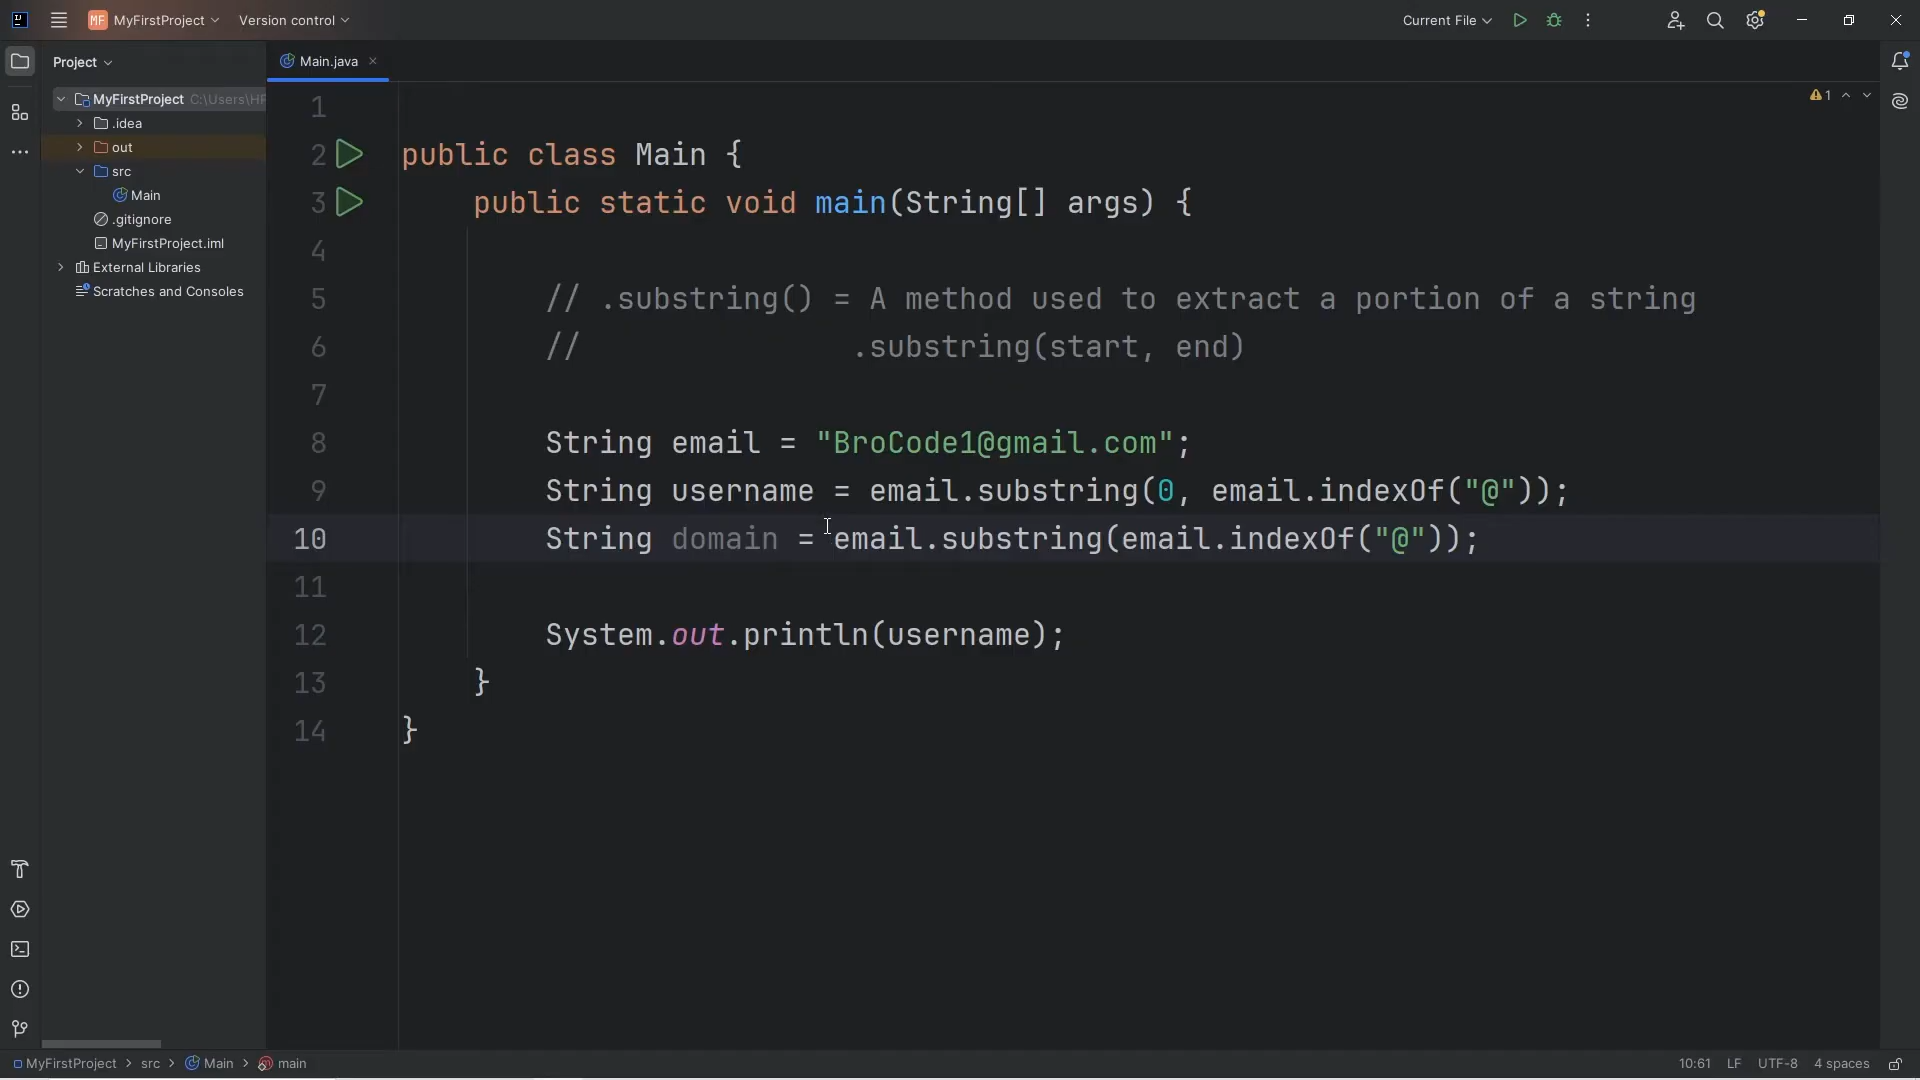 MF MyFirstProject Version control Current File
Project Main.java
MyFirstProject C:\Users\HP
.idea
out
src
Main
.gitignore
MyFirstProject.iml
External Libraries
Scratches and Consoles
1
1
2 public class Main {
3 public static void main(String[] args) {
4
5 // .substring() = A method used to extract a portion of a string
6 // .substring(start, end)
7
8 String email = "BroCode1@gmail.com";
9 String username = email.substring(0, email.indexOf("@"));
10 String domain = email.substring(email.indexOf("@"));
11
12 System.out.println(username);
13 }
14 }
MyFirstProject > src > Main > main 10:61 LF UTF-8 4 spaces